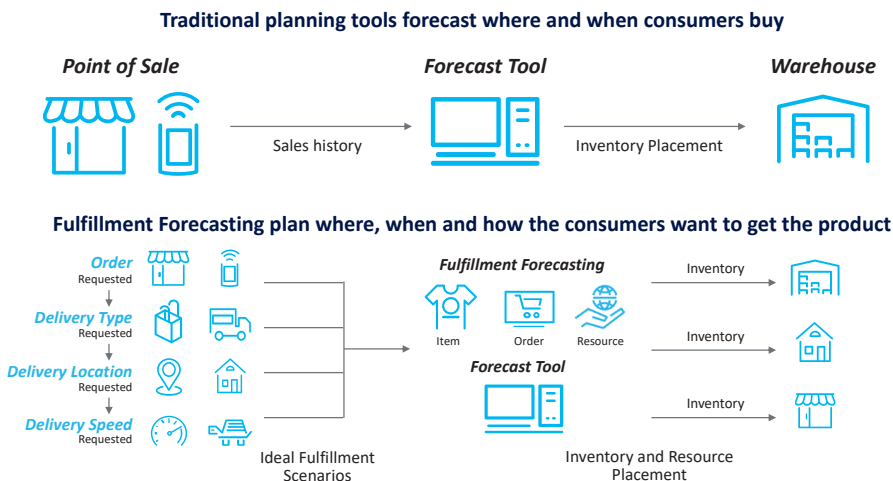 Traditional planning tools forecast where and when consumers buy
Point of Sale
Forecast Tool
Warehouse
Sales history
Inventory Placement
Fulfillment Forecasting plan where, when and how the consumers want to get the product
Order
Requested
Delivery Type
Requested
Delivery Location
Requested
Delivery Speed
Requested
Ideal Fulfillment
Scenarios
Fulfillment Forecasting
Item
Order
Resource
Forecast Tool
Inventory
Inventory
Inventory
Inventory and Resource
Placement